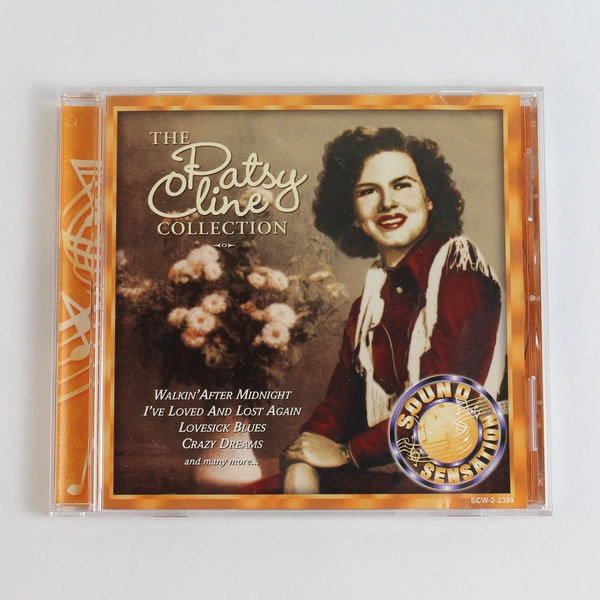 THE
Patsy
Cline
COLLECTION
WALKIN' AFTER MIDNIGHT
I'VE LOVED AND LOST AGAIN
LOVESICK BLUES
CRAZY DREAMS
and many more...
SOUND
SENSATION
SCW-2-2389